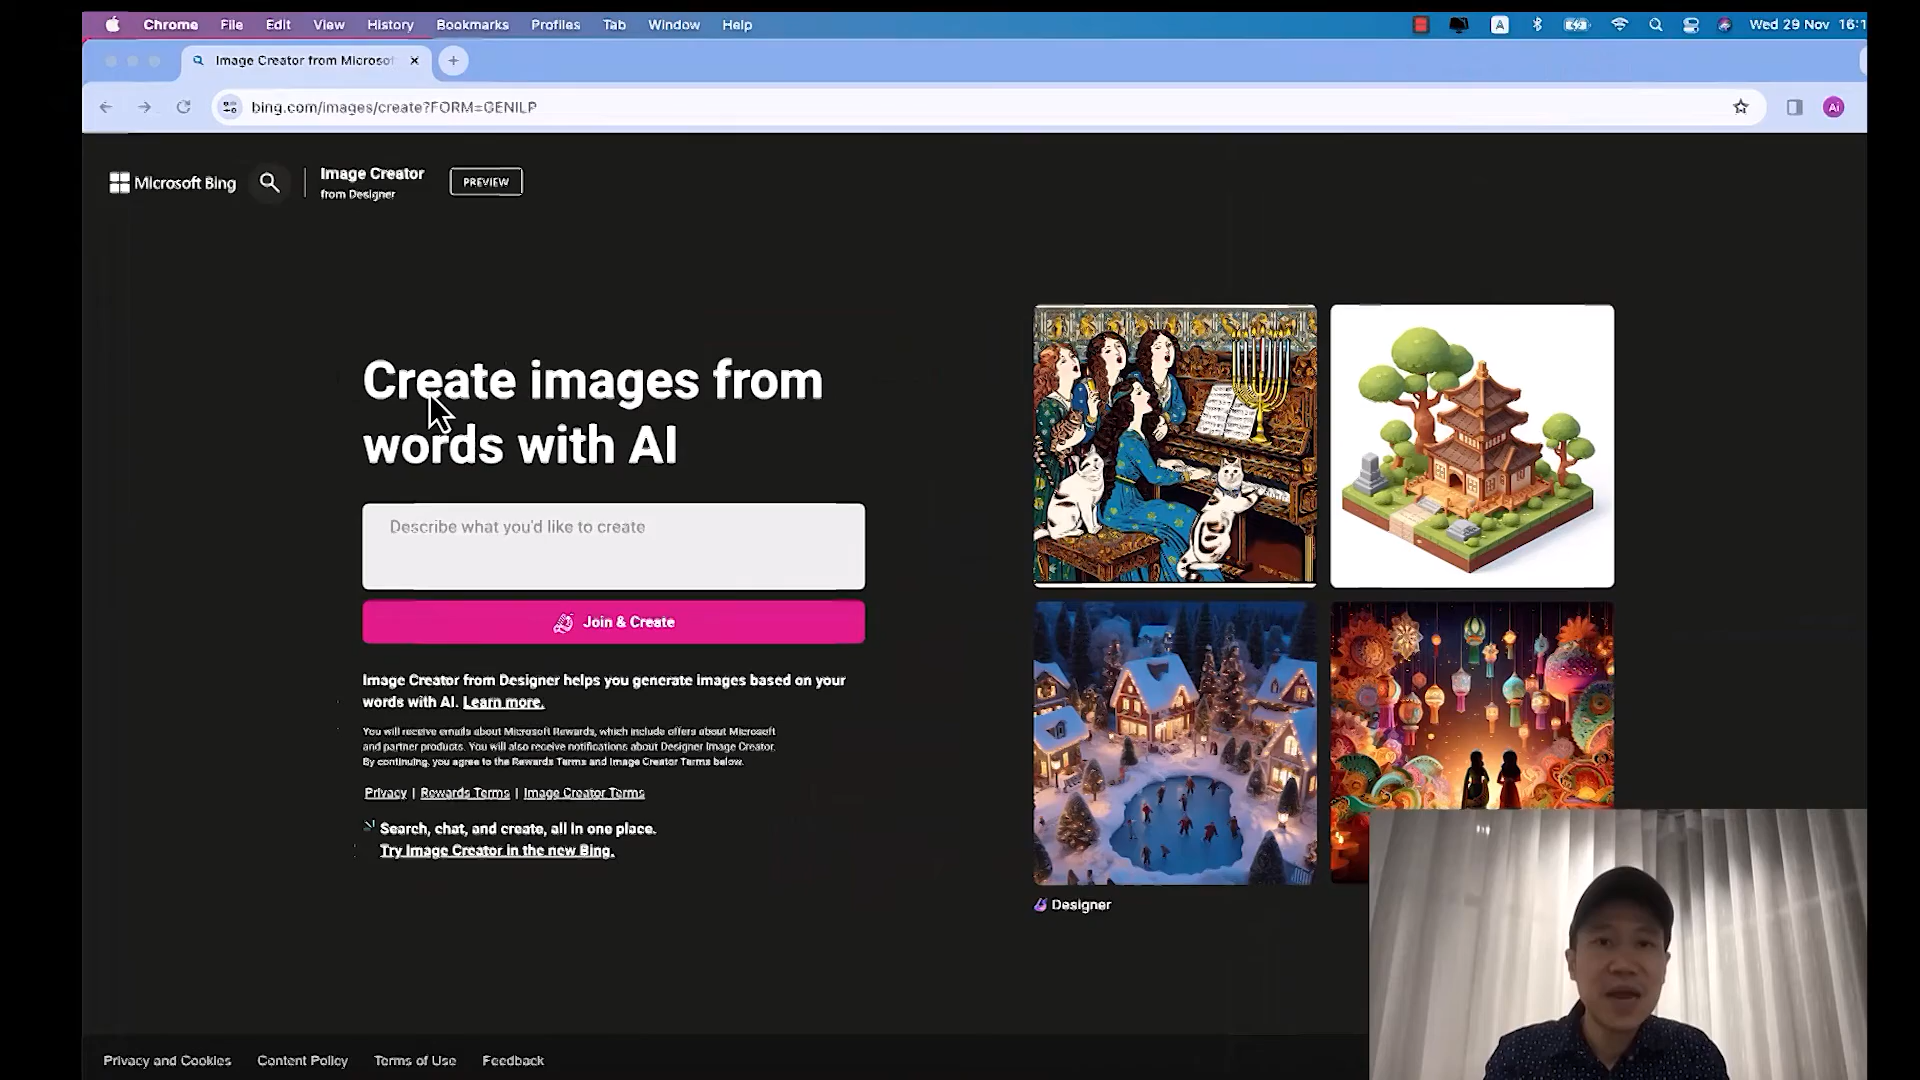 Chrome File Edit View History Bookmarks Profiles Tab Window Help
A
Wed 29 Nov 16:1
Image Creator from Microsof
bing.com/images/create?FORM=GENILP
Ai
Microsoft Bing
Image Creator
from Designer
PREVIEW
Create images from
words with AI
Describe what you'd like to create
Join & Create
Image Creator from Designer helps you generate images based on your
words with AI. Learn more.
You will receive emails about Microsoft Rewards, which include offers about Microsoft
and partner products. You will also receive notifications about Designer Image Creator.
By continuing, you agree to the Rewards Terms and Image Creator Terms below.
Privacy | Rewards Terms | Image Creator Terms
Search, chat, and create, all in one place.
Try Image Creator in the new Bing.
Designer
Privacy and Cookies Content Policy Terms of Use Feedback